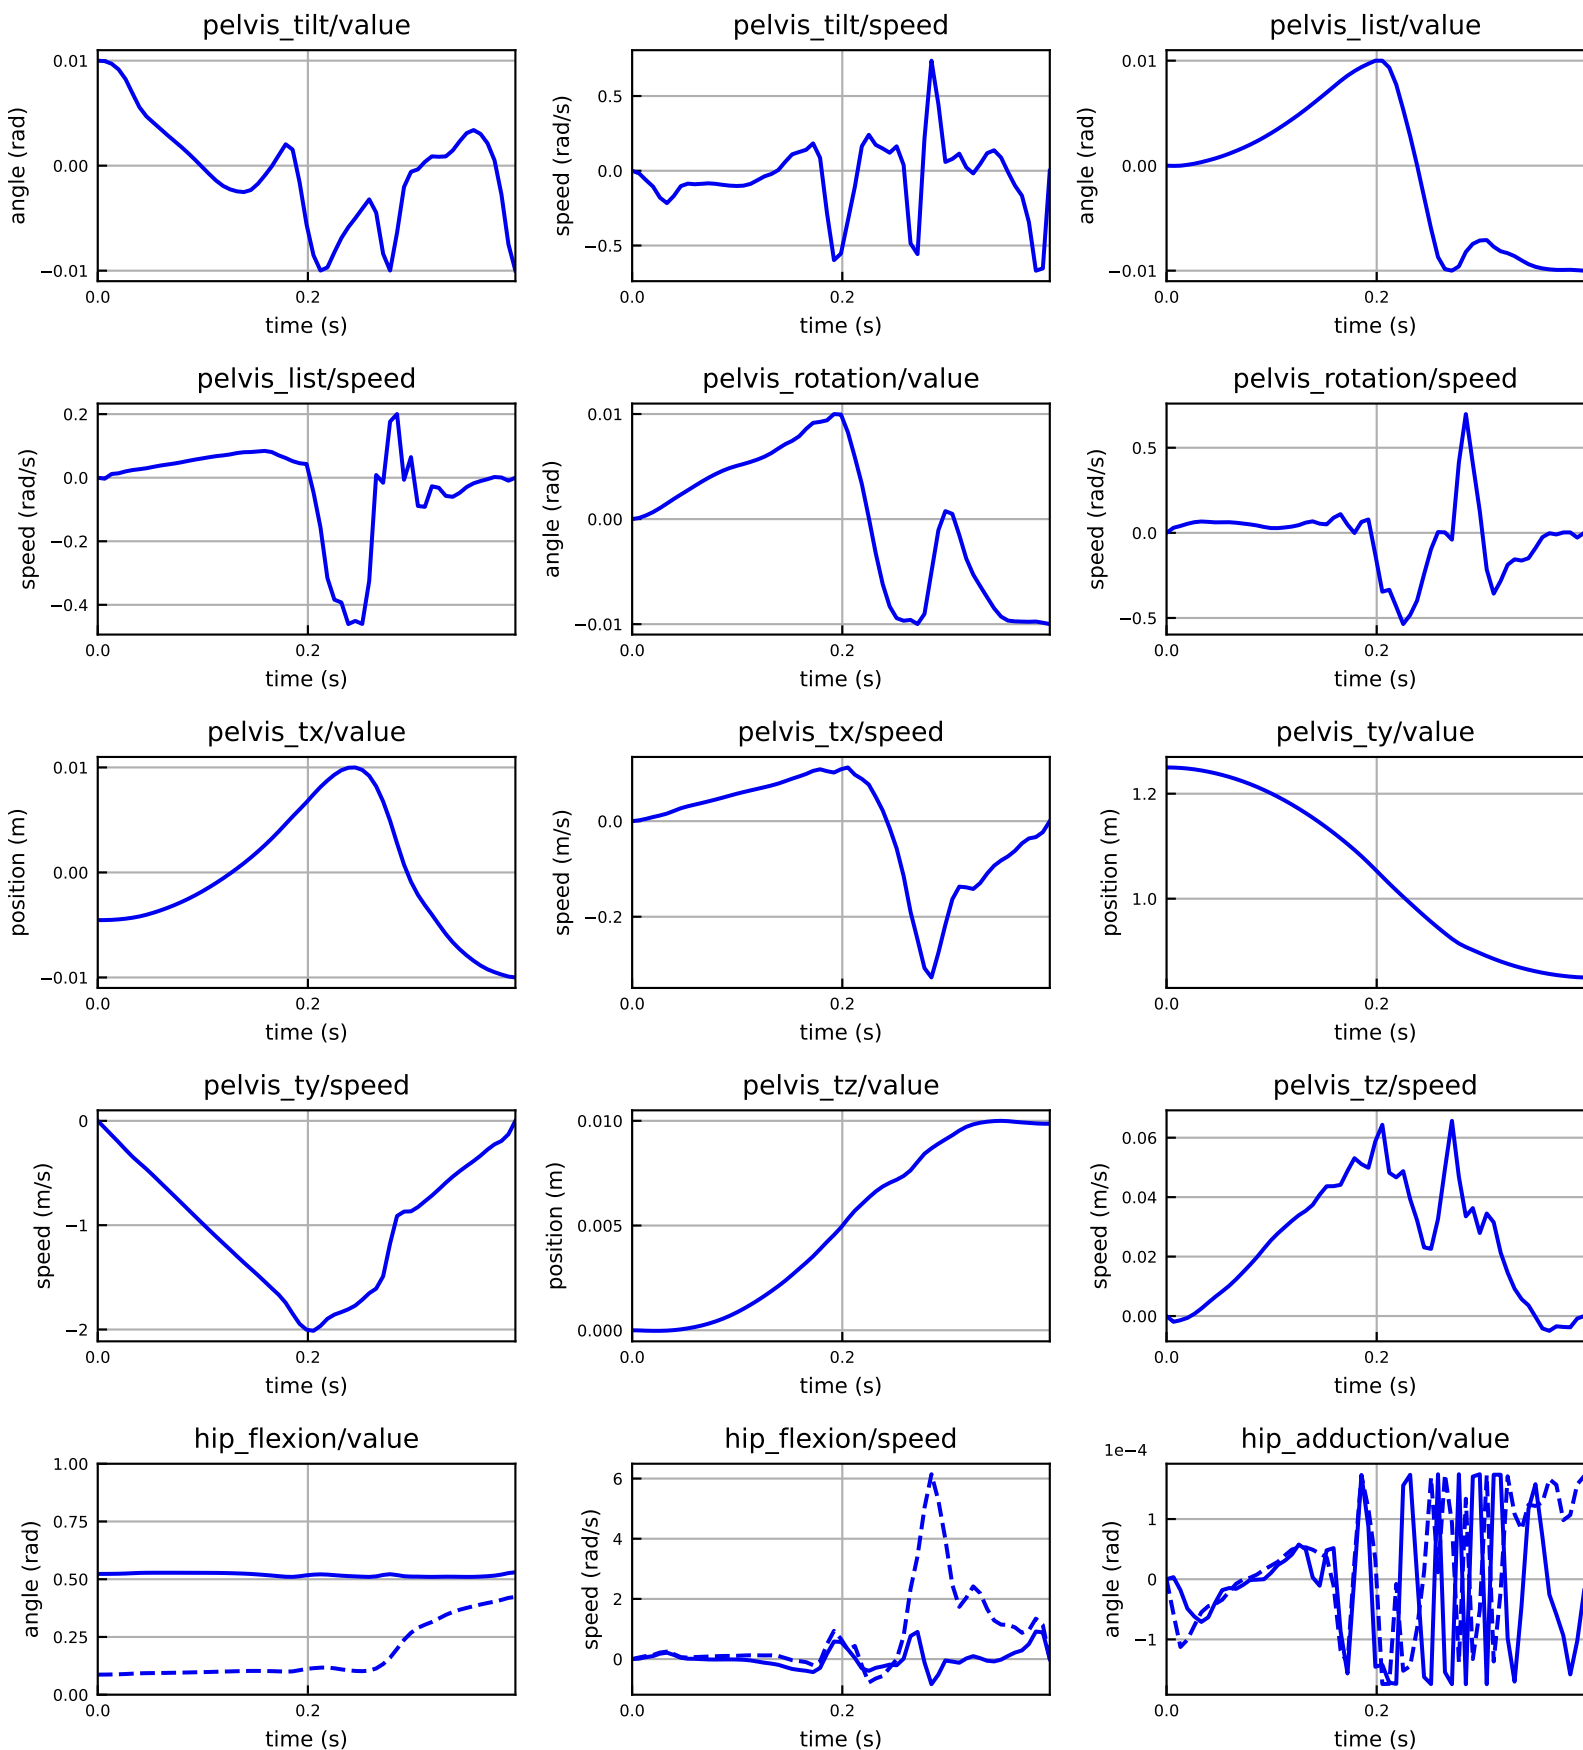 pelvis_tilt/value
pelvis_tilt/speed
pelvis_list/value
angle (rad)
0.01
0.00
−0.01
0.0
0.2
time (s)
speed (rad/s)
0.5
0.0
−0.5
0.0
0.2
time (s)
angle (rad)
0.01
0.00
−0.01
0.0
0.2
time (s)
pelvis_list/speed
pelvis_rotation/value
pelvis_rotation/speed
speed (rad/s)
0.2
0.0
−0.2
−0.4
0.0
0.2
time (s)
angle (rad)
0.01
0.00
−0.01
0.0
0.2
time (s)
speed (rad/s)
0.5
0.0
−0.5
0.0
0.2
time (s)
pelvis_tx/value
pelvis_tx/speed
pelvis_ty/value
position (m)
0.01
0.00
−0.01
0.0
0.2
time (s)
speed (m/s)
0.0
−0.2
0.0
0.2
time (s)
position (m)
1.2
1.0
0.0
0.2
time (s)
pelvis_ty/speed
pelvis_tz/value
pelvis_tz/speed
speed (m/s)
0
−1
−2
0.0
0.2
time (s)
position (m)
0.010
0.005
0.000
0.0
0.2
time (s)
speed (m/s)
0.06
0.04
0.02
0.00
0.0
0.2
time (s)
hip_flexion/value
hip_flexion/speed
hip_adduction/value
angle (rad)
1.00
0.75
0.50
0.25
0.00
0.0
0.2
time (s)
speed (rad/s)
6
4
2
0
0.0
0.2
time (s)
1e−4
angle (rad)
1
0
−1
0.0
0.2
time (s)